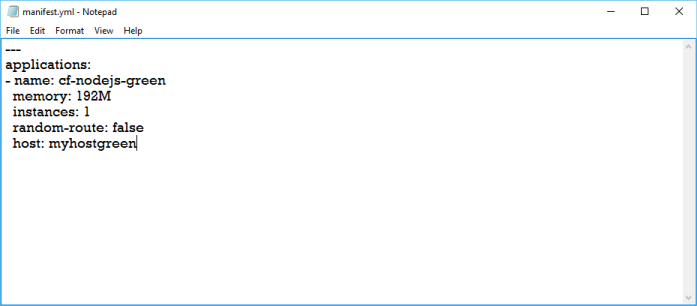 manifest.yml - Notepad
File Edit Format View Help
---
applications:
- name: cf-nodejs-green
  memory: 192M
  instances: 1
  random-route: false
  host: myhostgreen